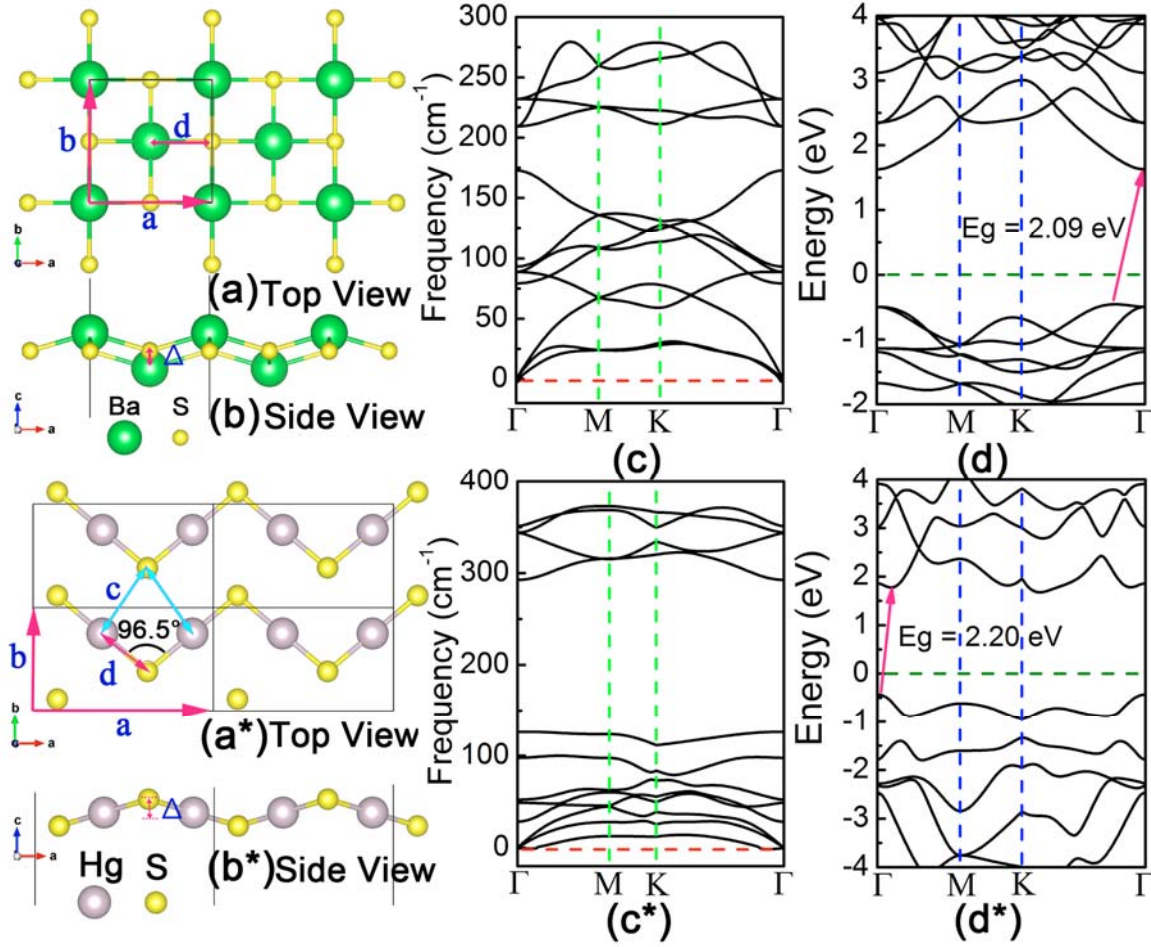 b
d
a
b
a
(a)Top View
Δ
c
a
Ba S
(b)Side View
300
250
200
150
100
50
0
Frequency (cm⁻¹)
Γ M K Γ
(c)
4
3
2
1
0
-1
-2
Energy (eV)
Eg = 2.09 eV
Γ M K Γ
(d)
c
96.5°
b
d
a
b
a
(a*)Top View
Δ
c
a
Hg S
(b*)Side View
400
300
200
100
0
Frequency (cm⁻¹)
Γ M K Γ
(c*)
4
3
2
1
0
-1
-2
-3
-4
Energy (eV)
Eg = 2.20 eV
Γ M K Γ
(d*)